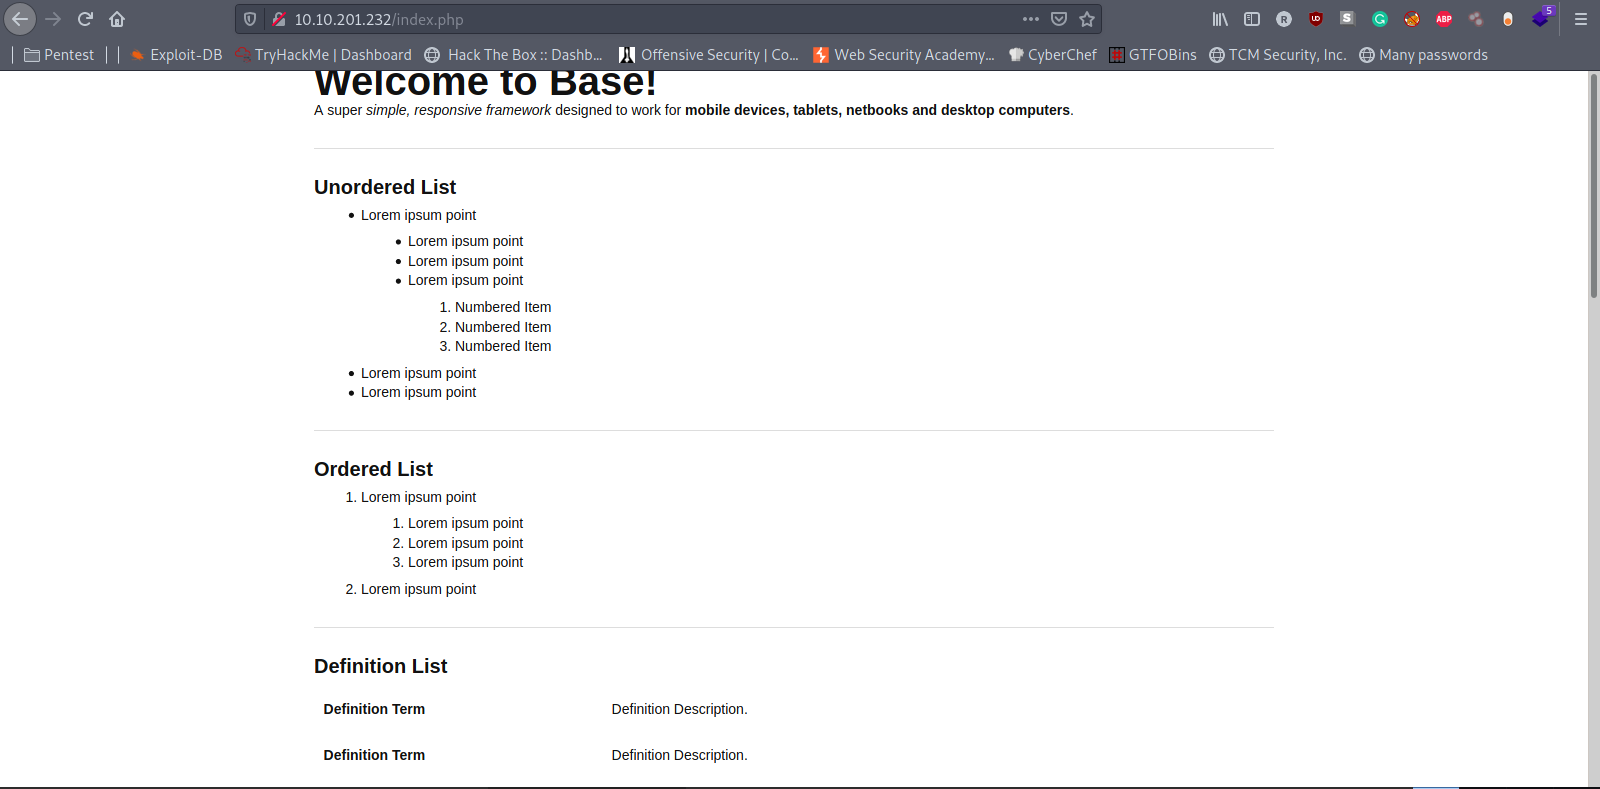 10.10.201.232/index.php
5
Pentest Exploit-DB TryHackMe | Dashboard Hack The Box :: Dashb... Offensive Security | Co... Web Security Academy... CyberChef GTFOBins TCM Security, Inc. Many passwords
Welcome to Base!
A super simple, responsive framework designed to work for mobile devices, tablets, netbooks and desktop computers.
Unordered List
• Lorem ipsum point
• Lorem ipsum point
• Lorem ipsum point
• Lorem ipsum point
1. Numbered Item
2. Numbered Item
3. Numbered Item
• Lorem ipsum point
• Lorem ipsum point
Ordered List
1. Lorem ipsum point
1. Lorem ipsum point
2. Lorem ipsum point
3. Lorem ipsum point
2. Lorem ipsum point
Definition List
Definition Term Definition Description.
Definition Term Definition Description.